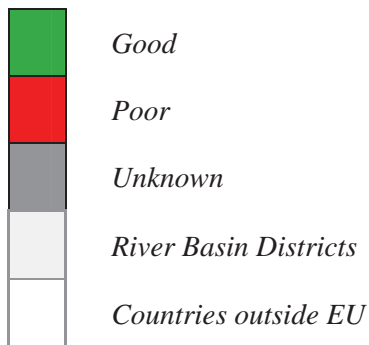 Good
Poor
Unknown
River Basin Districts
Countries outside EU